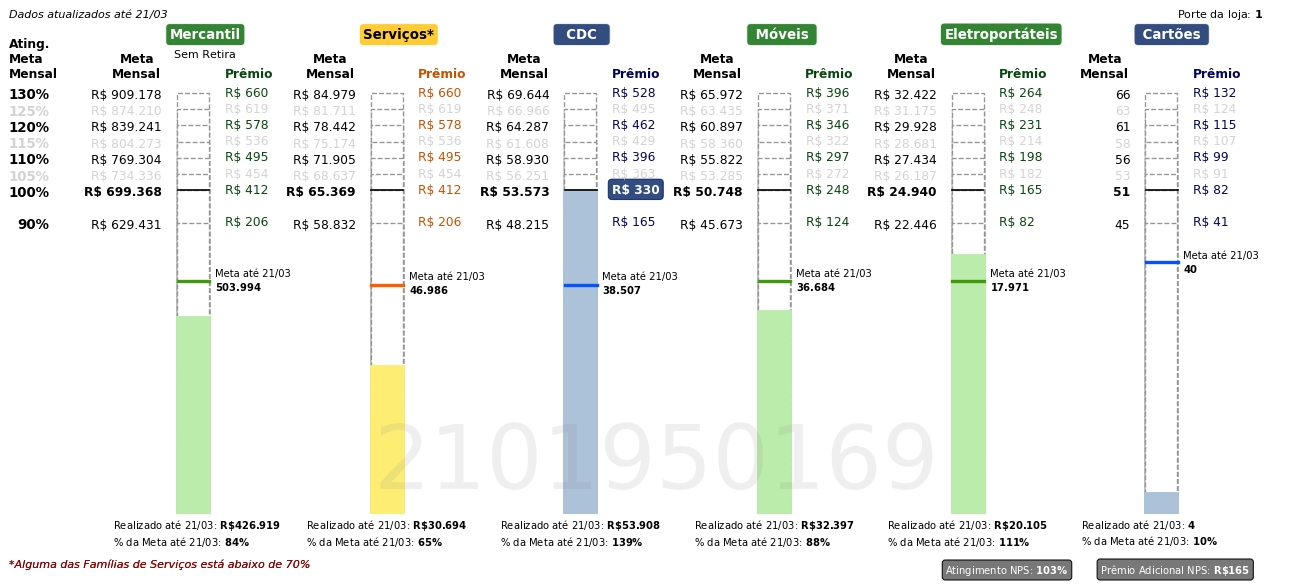 Dados atualizados até 21/03
Porte da loja: 1
Mercantil Serviços* CDC Móveis Eletroportáteis Cartões
Sem Retira
Ating. Meta Mensal
Meta Mensal Prêmio Meta Mensal Prêmio Meta Mensal Prêmio Meta Mensal Prêmio Meta Mensal Prêmio Meta Mensal Prêmio
130% R$ 909.178 R$ 660 R$ 84.979 R$ 660 R$ 69.644 R$ 528 R$ 65.972 R$ 396 R$ 32.422 R$ 264 66 R$ 132
125% R$ 874.210 R$ 619 R$ 81.711 R$ 619 R$ 66.966 R$ 495 R$ 63.435 R$ 371 R$ 31.175 R$ 248 63 R$ 124
120% R$ 839.241 R$ 578 R$ 78.442 R$ 578 R$ 64.287 R$ 462 R$ 60.897 R$ 346 R$ 29.928 R$ 231 61 R$ 115
115% R$ 804.273 R$ 536 R$ 75.174 R$ 536 R$ 61.608 R$ 429 R$ 58.360 R$ 322 R$ 28.681 R$ 214 58 R$ 107
110% R$ 769.304 R$ 495 R$ 71.905 R$ 495 R$ 58.930 R$ 396 R$ 55.822 R$ 297 R$ 27.434 R$ 198 56 R$ 99
105% R$ 734.336 R$ 454 R$ 68.637 R$ 454 R$ 56.251 R$ 363 R$ 53.285 R$ 272 R$ 26.187 R$ 182 53 R$ 91
100% R$ 699.368 R$ 412 R$ 65.369 R$ 412 R$ 53.573 R$ 330 R$ 50.748 R$ 248 R$ 24.940 R$ 165 51 R$ 82
90% R$ 629.431 R$ 206 R$ 58.832 R$ 206 R$ 48.215 R$ 165 R$ 45.673 R$ 124 R$ 22.446 R$ 82 45 R$ 41
Meta até 21/03 Meta até 21/03 Meta até 21/03 Meta até 21/03 Meta até 21/03 Meta até 21/03
503.994 46.986 38.507 36.684 17.971 40
2101950169
Realizado até 21/03: R$426.919 Realizado até 21/03: R$30.694 Realizado até 21/03: R$53.908 Realizado até 21/03: R$32.397 Realizado até 21/03: R$20.105 Realizado até 21/03: 4
% da Meta até 21/03: 84% % da Meta até 21/03: 65% % da Meta até 21/03: 139% % da Meta até 21/03: 88% % da Meta até 21/03: 111% % da Meta até 21/03: 10%
*Alguma das Famílias de Serviços está abaixo de 70%
Atingimento NPS: 103% Prêmio Adicional NPS: R$165